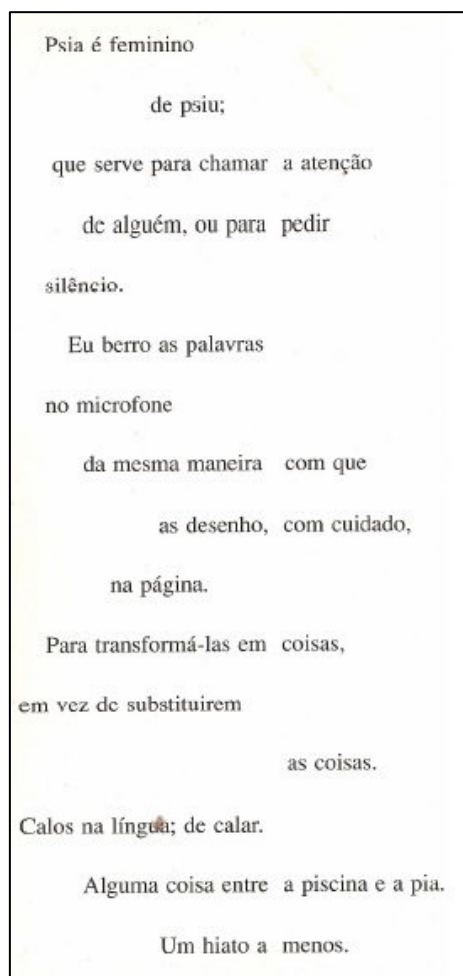 Psia é feminino
de psiu;
que serve para chamar a atenção
de alguém, ou para pedir
silêncio.
Eu berro as palavras
no microfone
da mesma maneira com que
as desenho, com cuidado,
na página.
Para transformá-las em coisas,
em vez de substituirem
as coisas.
Calos na língua; de calar.
Alguma coisa entre a piscina e a pia.
Um hiato a menos.